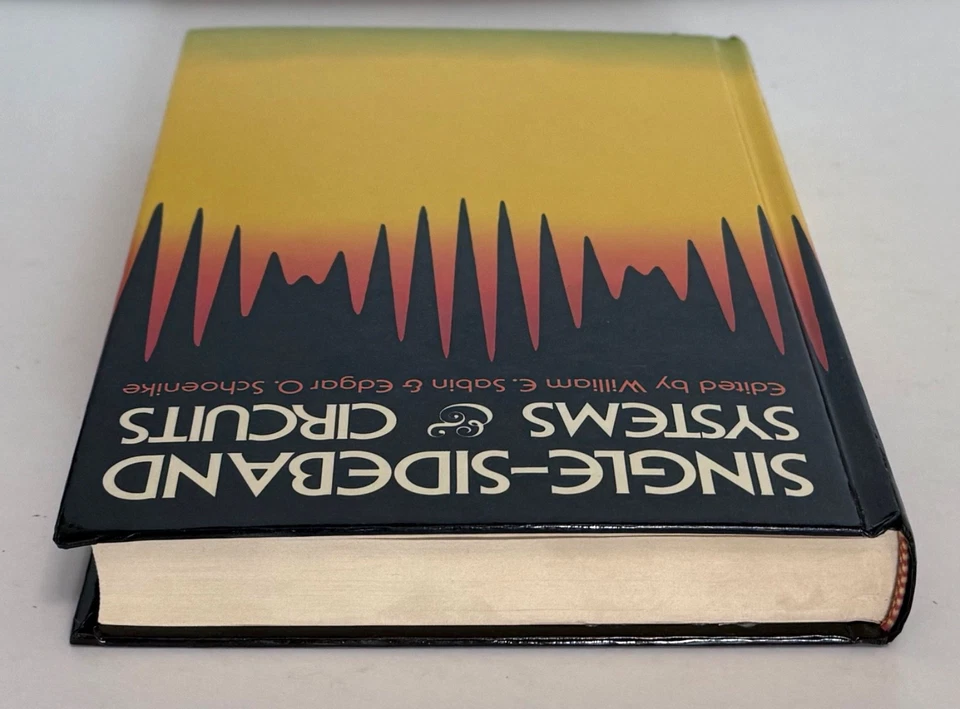 SINGLE-SIDEBAND
SYSTEMS & CIRCUITS
Edited by William E. Sabin & Edgar O. Schoenike